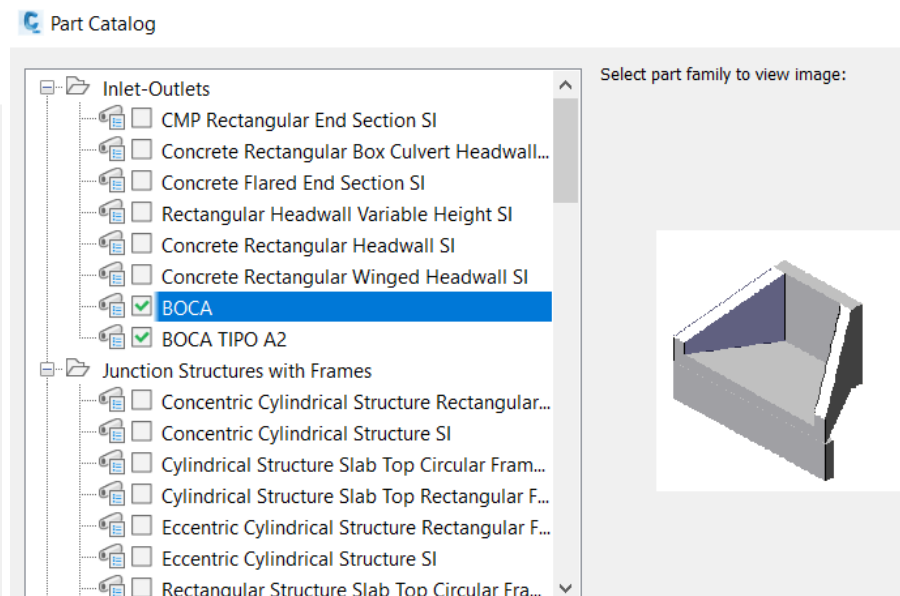 Part Catalog
Select part family to view image:
Inlet-Outlets
CMP Rectangular End Section SI
Concrete Rectangular Box Culvert Headwall...
Concrete Flared End Section SI
Rectangular Headwall Variable Height SI
Concrete Rectangular Headwall SI
Concrete Rectangular Winged Headwall SI
BOCA
BOCA TIPO A2
Junction Structures with Frames
Concentric Cylindrical Structure Rectangular...
Concentric Cylindrical Structure SI
Cylindrical Structure Slab Top Circular Fram...
Cylindrical Structure Slab Top Rectangular F...
Eccentric Cylindrical Structure Rectangular F...
Eccentric Cylindrical Structure SI
Rectangular Structure Slab Top Circular Fra...